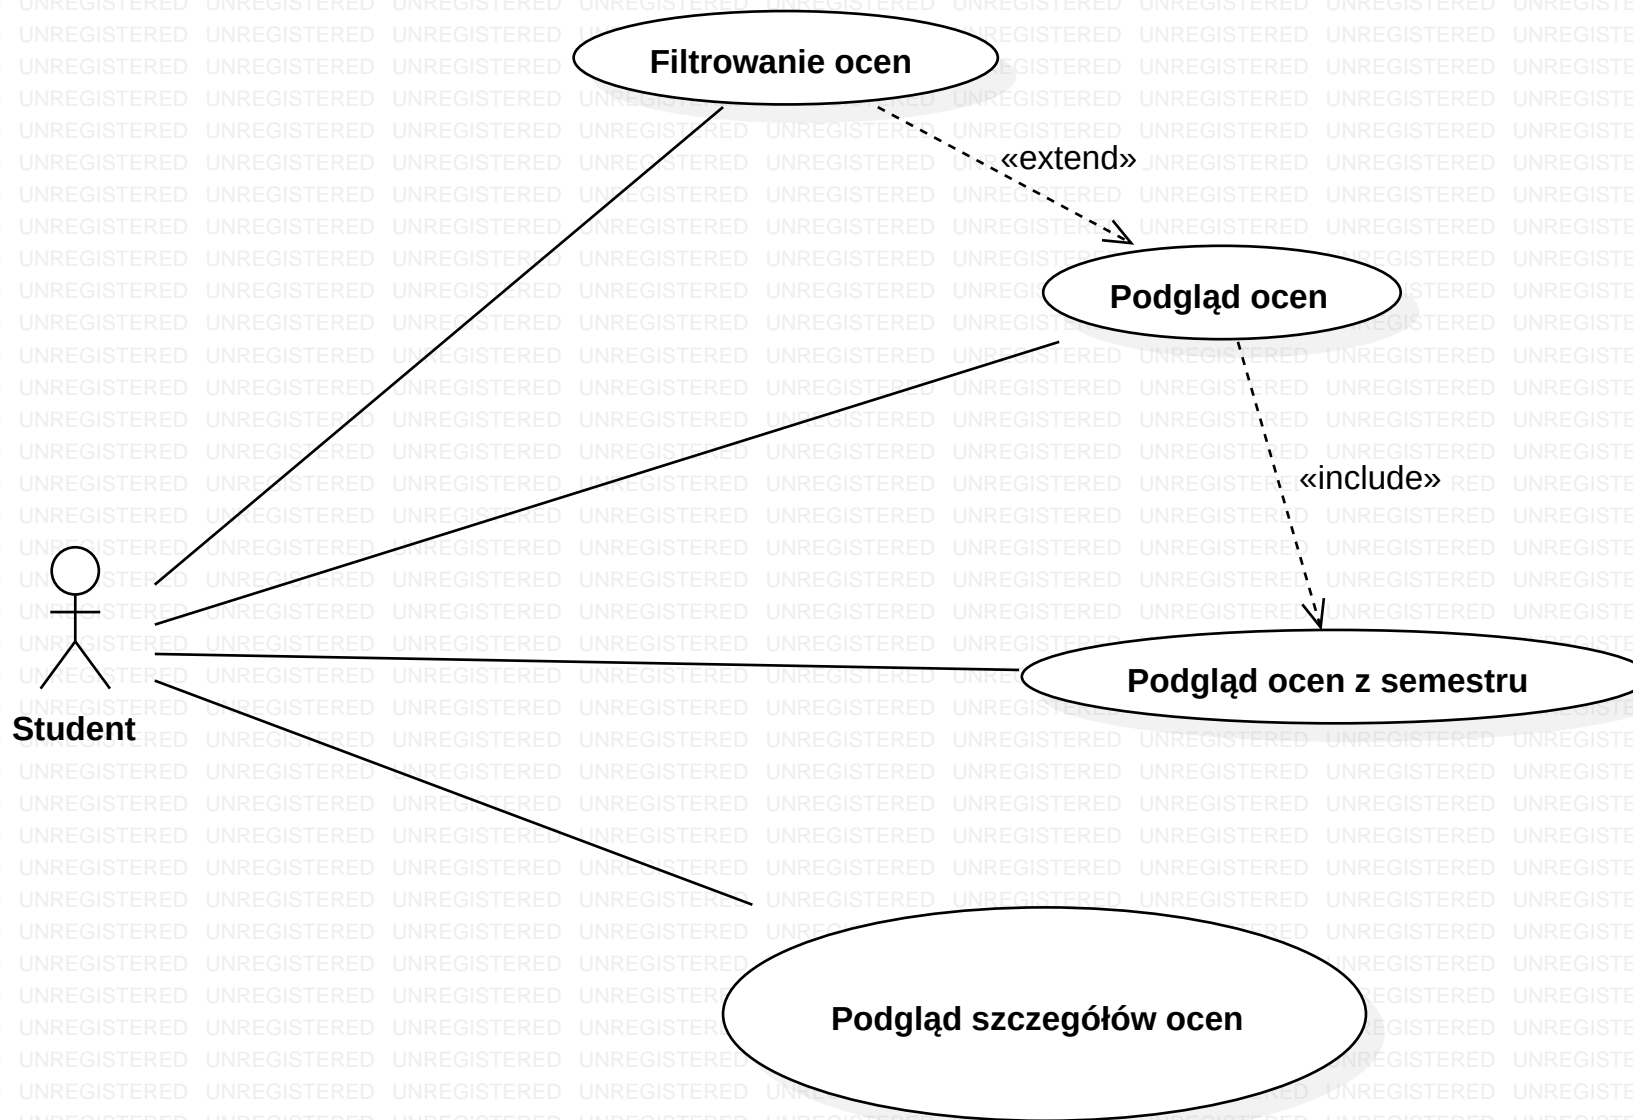 Filtrowanie ocen
«extend»
Podgląd ocen
«include»
Podgląd ocen z semestru
Student
Podgląd szczegółów ocen
UNREGISTERED